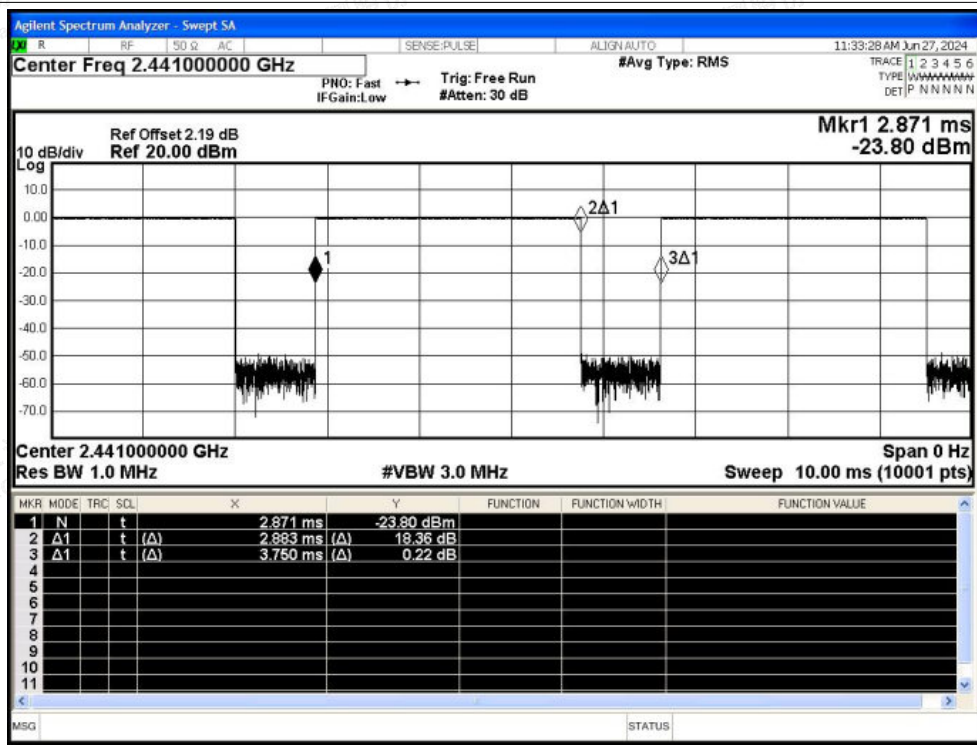 Agilent Spectrum Analyzer - Swept SA
LXI R RF 50 Ω AC SENSE:PULSE ALIGN AUTO 11:33:28 AM Jun 27, 2024
Center Freq 2.441000000 GHz
PNO: Fast
IFGain:Low
Trig: Free Run
#Atten: 30 dB
#Avg Type: RMS
TRACE 1 2 3 4 5 6
TYPE
DET P N N N N N
Mkr1 2.871 ms
-23.80 dBm
Ref Offset 2.19 dB
10 dB/div Ref 20.00 dBm
Log
10.0
0.00
-10.0
-20.0
-30.0
-40.0
-50.0
-60.0
-70.0
2Δ1
1
3Δ1
Center 2.441000000 GHz Span 0 Hz
Res BW 1.0 MHz #VBW 3.0 MHz Sweep 10.00 ms (10001 pts)
MKR MODE TRC SCL X Y FUNCTION FUNCTION WIDTH FUNCTION VALUE
1 N t 2.871 ms -23.80 dBm
2 Δ1 t (Δ) 2.883 ms (Δ) 18.36 dB
3 Δ1 t (Δ) 3.750 ms (Δ) 0.22 dB
4
5
6
7
8
9
10
11
MSG STATUS